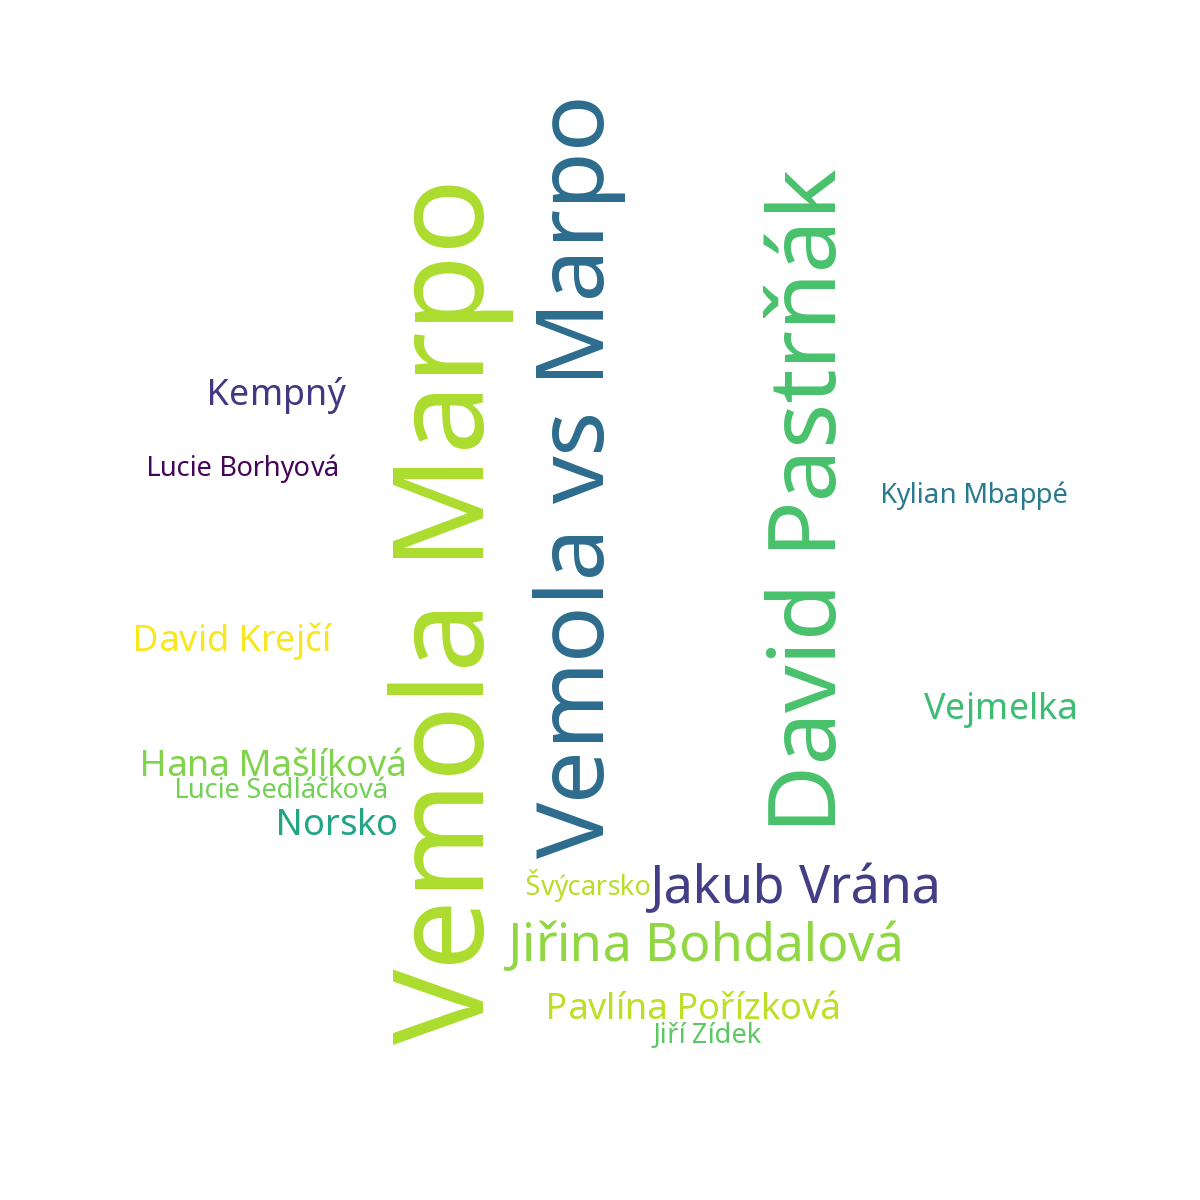 Vemola Marpo
Vemola vs Marpo
David Pastrňák
Kempný
Lucie Borhyová
Kylian Mbappé
David Krejčí
Vejmelka
Hana Mašlíková
Lucie Sedláčková
Norsko
Švýcarsko
Jakub Vrána
Jiřina Bohdalová
Pavlína Pořízková
Jiří Zídek